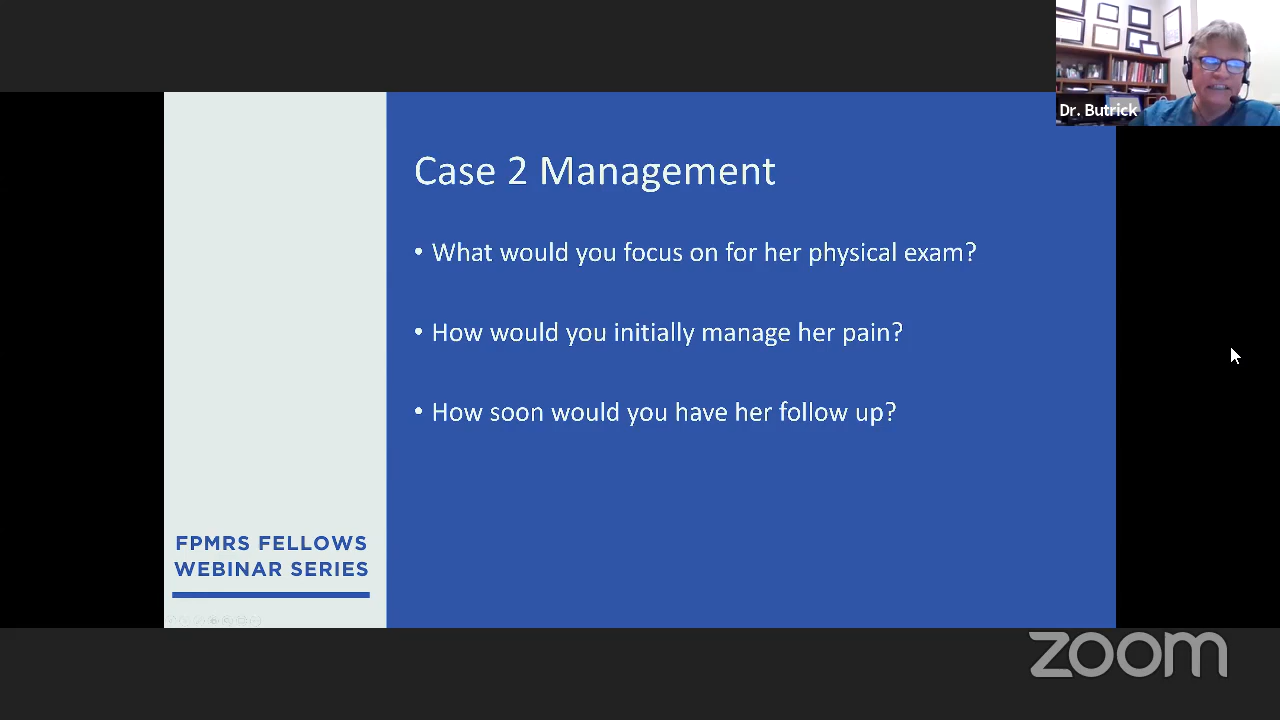 Dr. Butrick
Case 2 Management
• What would you focus on for her physical exam?
• How would you initially manage her pain?
• How soon would you have her follow up?
FPMRS FELLOWS
WEBINAR SERIES
zoom